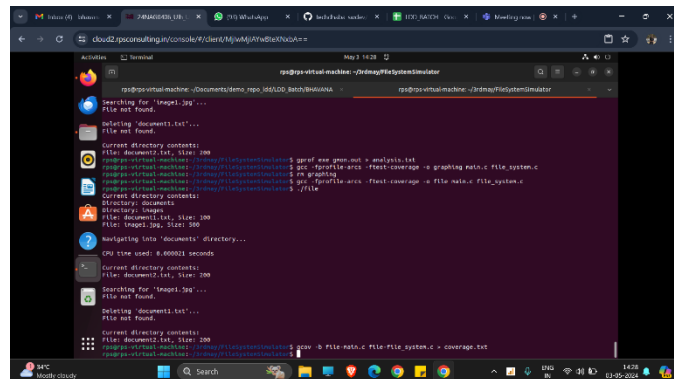 (93) WhatsApp
LOD_BATCH
cloud2.rpsconsulting.in/console/#/client/
Activities
Terminal
May 3 14:28
rps@rps-virtual-machine: ~/3rdmay/FileSystemSimulator
rps@rps-virtual-machine: ~/Documents/demo_repo_ldd/LOD_Batch/BHAVANA
rps@rps-virtual-machine: ~/3rdmay/FileSystemSimulator
Searching for 'image1.jpg'...
File not found.
Deleting 'document1.txt'...
File not found.
Current directory contents:
File: document2.txt, Size: 200
rps@rps-virtual-machine:~/3rdmay/FileSystemSimulator$ gprof exe gmon.out > analysis.txt
rps@rps-virtual-machine:~/3rdmay/FileSystemSimulator$ gcc -fprofile-arcs -ftest-coverage -o graphing main.c file_system.c
rps@rps-virtual-machine:~/3rdmay/FileSystemSimulator$ rm graphing
rps@rps-virtual-machine:~/3rdmay/FileSystemSimulator$ gcc -fprofile-arcs -ftest-coverage -o file main.c file_system.c
rps@rps-virtual-machine:~/3rdmay/FileSystemSimulator$ ./file
Current directory contents:
Directory: documents
Directory: images
File: document1.txt, Size: 100
File: image1.jpg, Size: 500
Navigating into 'documents' directory...
CPU time used: 0.000021 seconds
Current directory contents:
File: document2.txt, Size: 200
Searching for 'image1.jpg'...
File not found.
Deleting 'document1.txt'...
File not found.
Current directory contents:
File: document2.txt, Size: 200
rps@rps-virtual-machine:~/3rdmay/FileSystemSimulator$ gcov -b file-main.c file-file_system.c > coverage.txt
rps@rps-virtual-machine:~/3rdmay/FileSystemSimulator$
34°C
Mostly cloudy
Search
ENG
IN
14:28
03-05-2024